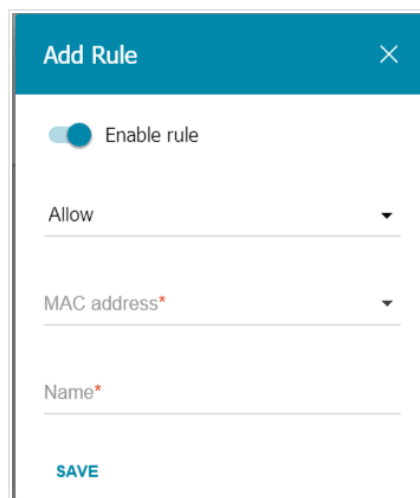 Add Rule
Enable rule
Allow
MAC address*
Name*
SAVE